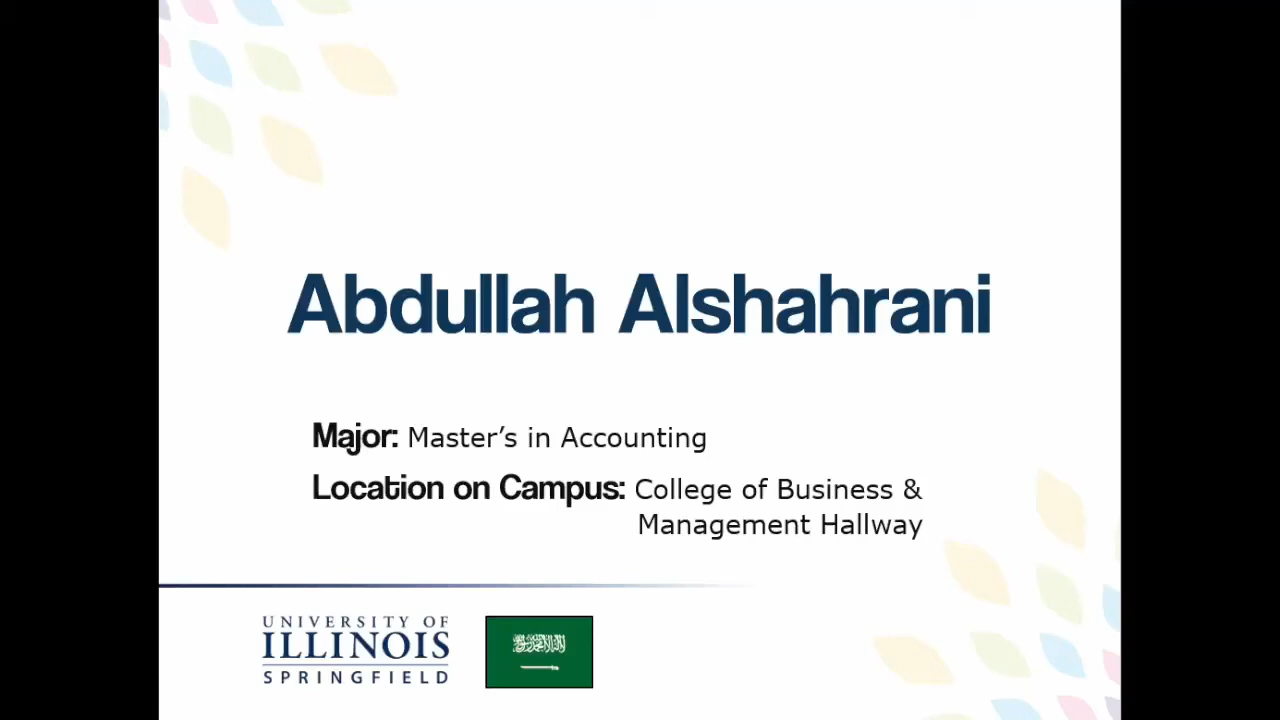 Abdullah Alshahrani
Major: Master’s in Accounting
Location on Campus: College of Business &
Management Hallway
UNIVERSITY OF
ILLINOIS
SPRINGFIELD